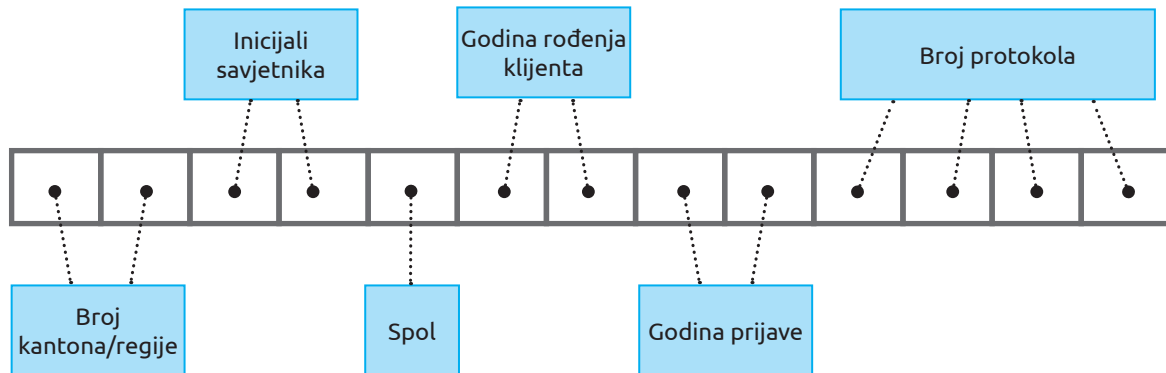 Inicijali
savjetnika
Godina rođenja
klijenta
Broj protokola
Broj
kantona/regije
Spol
Godina prijave